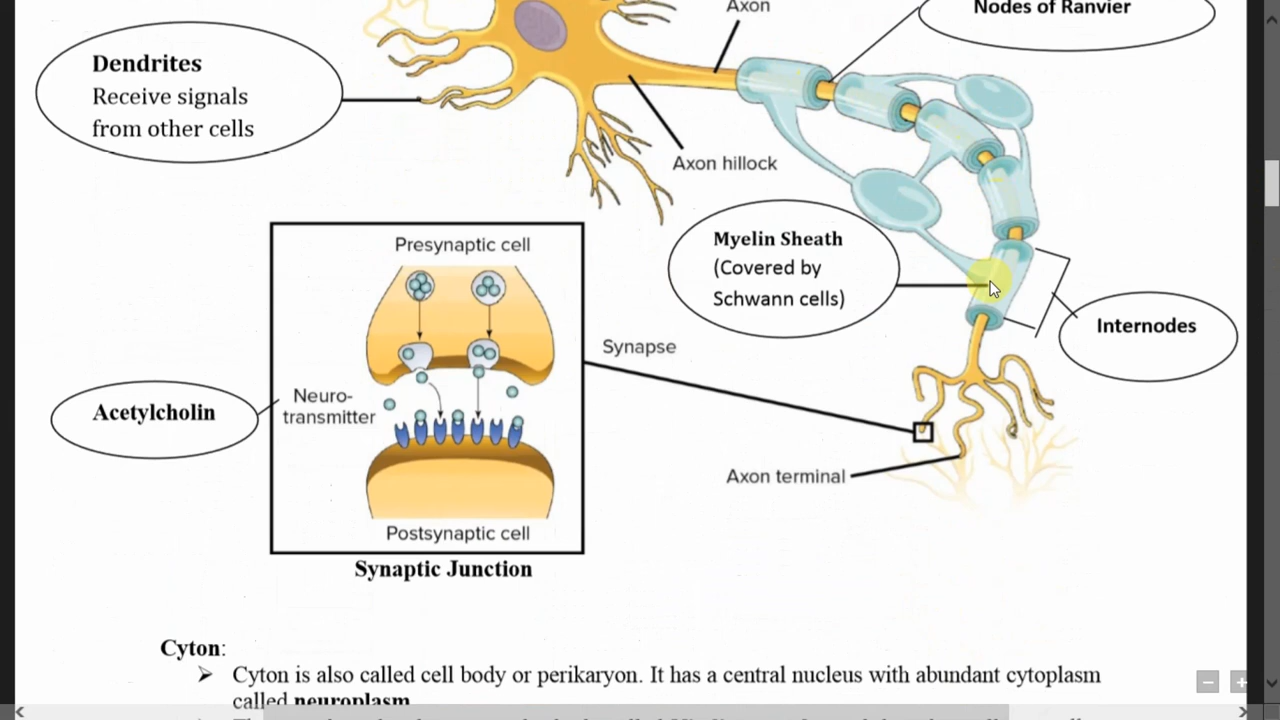 Axon
Nodes of Ranvier
Dendrites
Receive signals
from other cells
Axon hillock
Myelin Sheath
(Covered by
Schwann cells)
Internodes
Presynaptic cell
Synapse
Neuro-
transmitter
Acetylcholin
Axon terminal
Postsynaptic cell
Synaptic Junction
Cyton:
➤ Cyton is also called cell body or perikaryon. It has a central nucleus with abundant cytoplasm
called neuroplasm